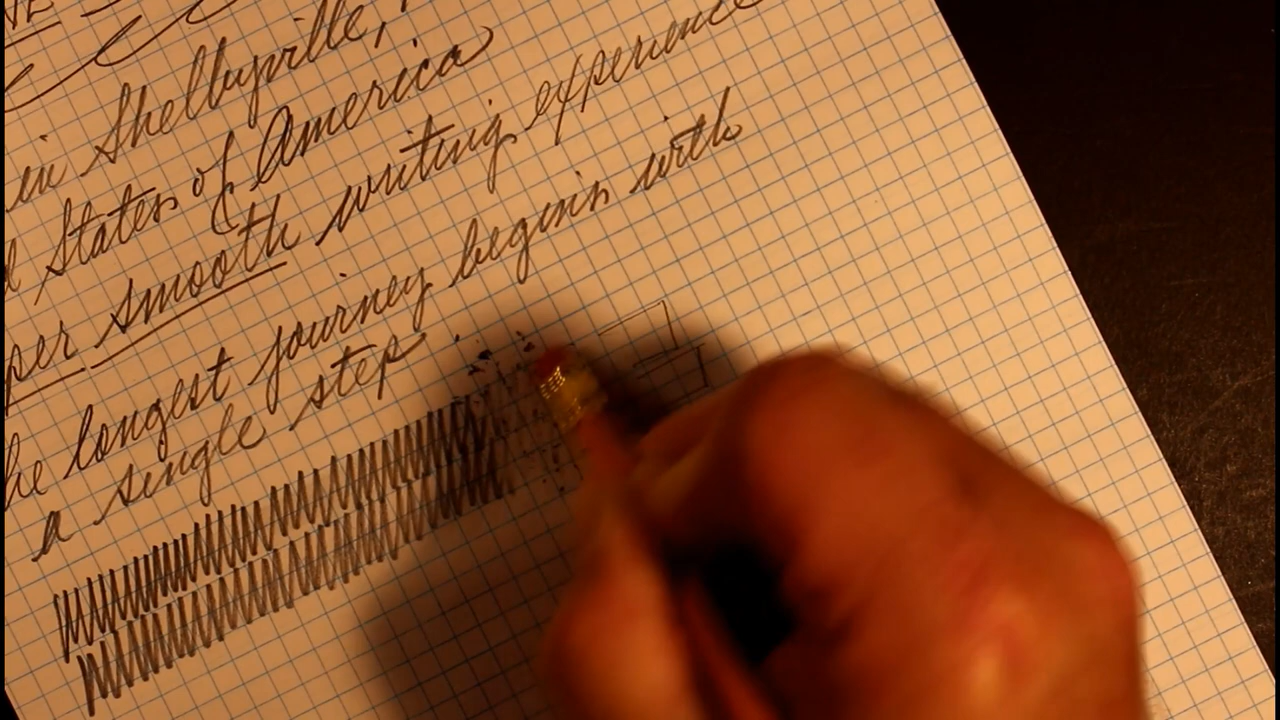 in Shelbyville,
States of America
per smooth writing experience
he longest journey begins with
a single step